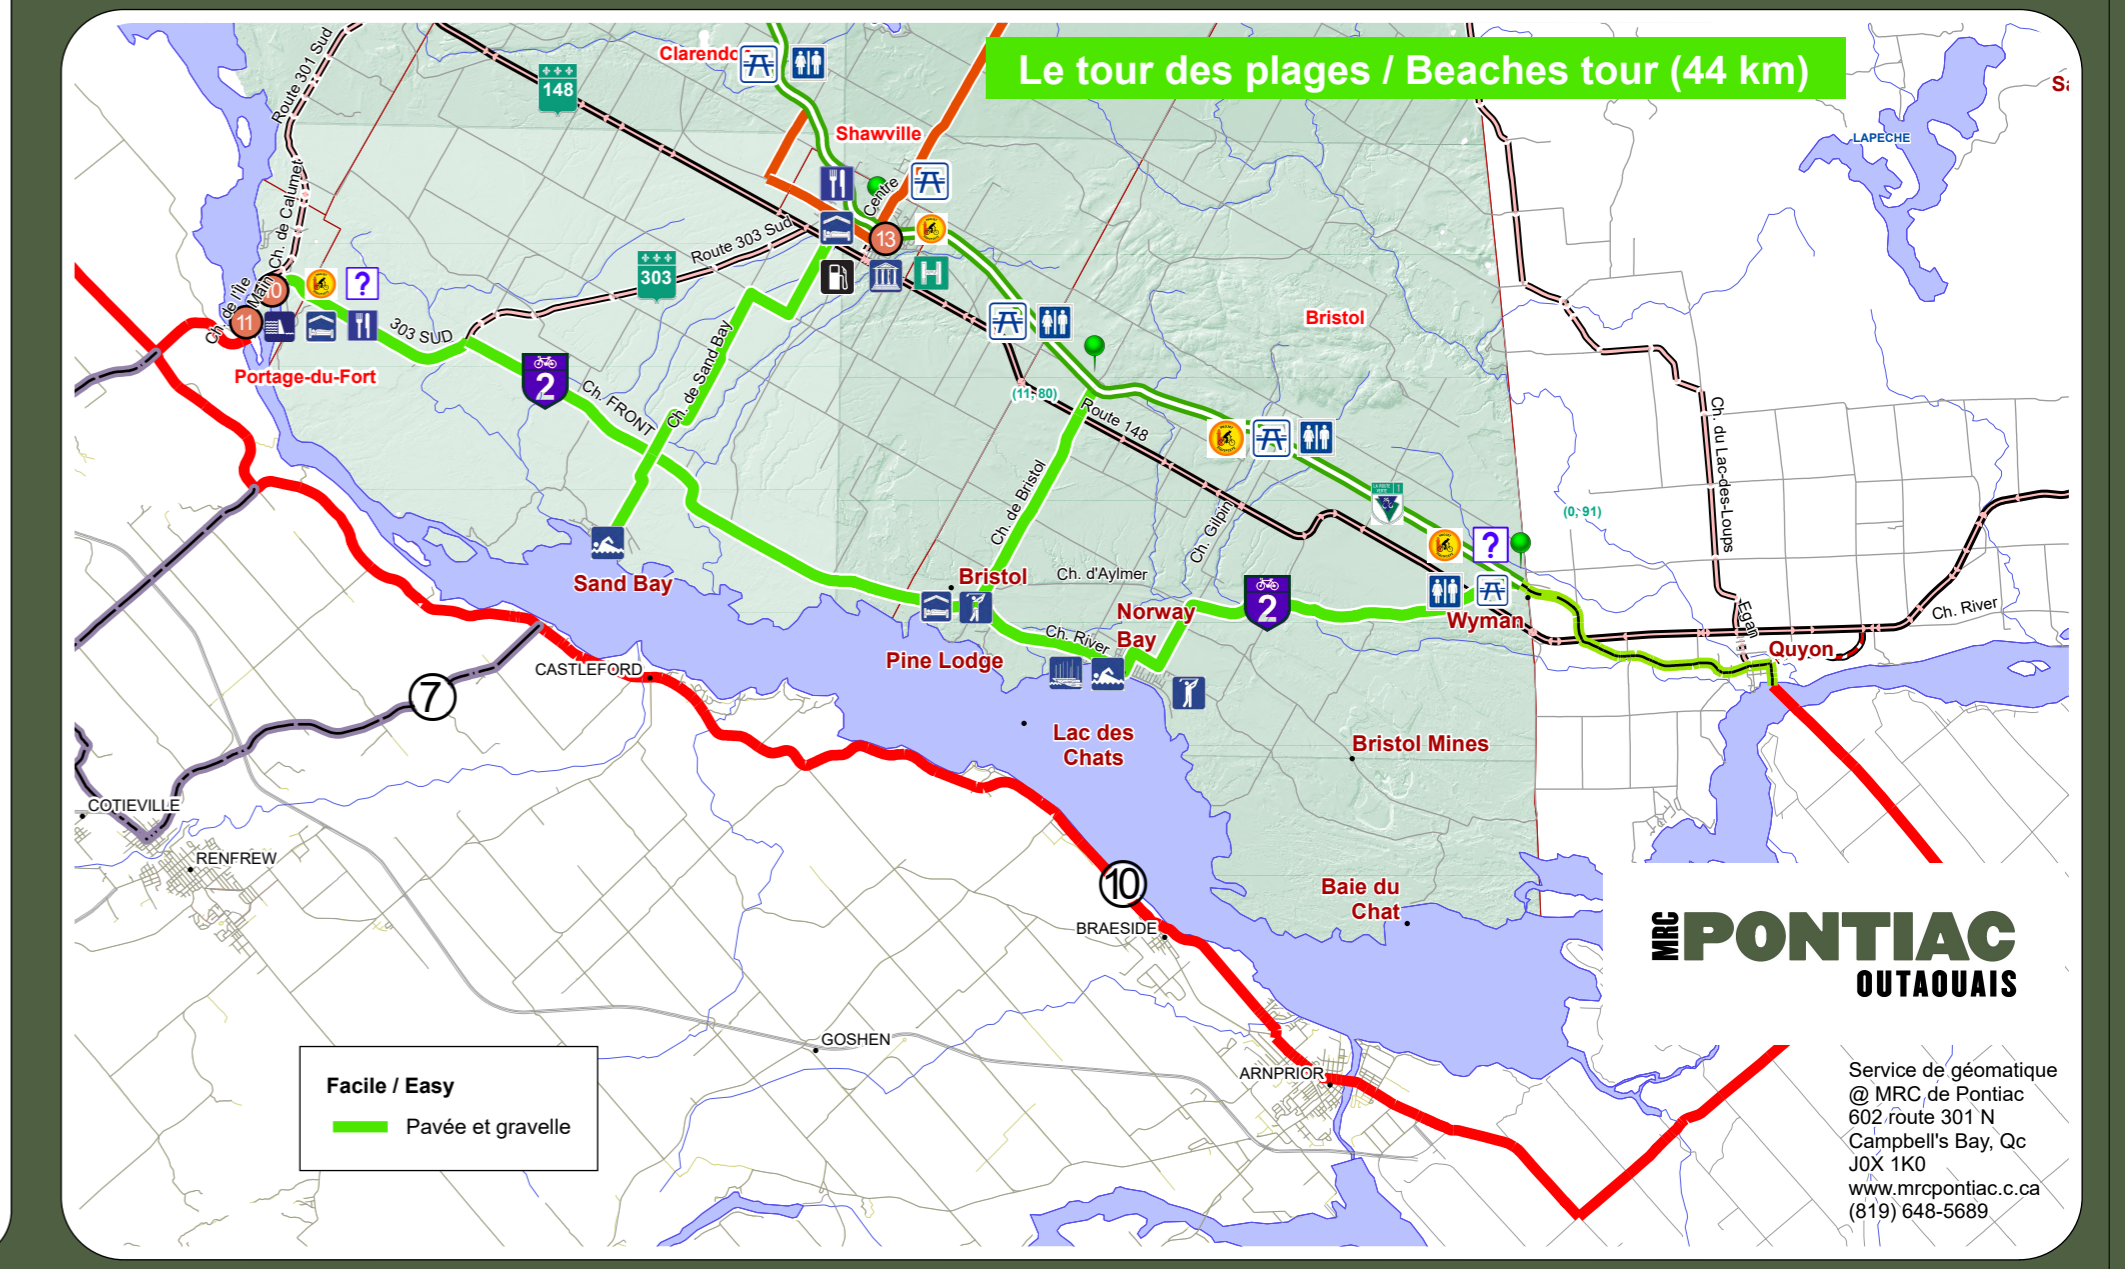 Le tour des plages / Beaches tour (44 km)
Route 301 Sud
148
Shawville
LAPECHE
Ch. de Calumet
Centre
Route 303 Sud
303
13
H
Ch. de l'Île
Main
?
11
303 SUD
Portage-du-Fort
2
Ch. FRONT
Ch. de Sand Bay
Bristol
(11, 80)
Route 148
Ch. du Lac-des-Loups
Ch. de Bristol
Ch. Gilpin
(0, 91)
?
Sand Bay
Bristol
Ch. d'Aylmer
2
Norway
Bay
Wyman
Egan
Ch. River
Quyon
Ch. River
Pine Lodge
CASTLEFORD
7
Lac des
Chats
Bristol Mines
COTIEVILLE
RENFREW
10
Baie du
Chat
BRAESIDE
MRC
PONTIAC
OUTAOUAIS
GOSHEN
ARNPRIOR
Facile / Easy
Pavée et gravelle
Service de géomatique
@ MRC de Pontiac
602 route 301 N
Campbell's Bay, Qc
J0X 1K0
www.mrcpontiac.c.ca
(819) 648-5689